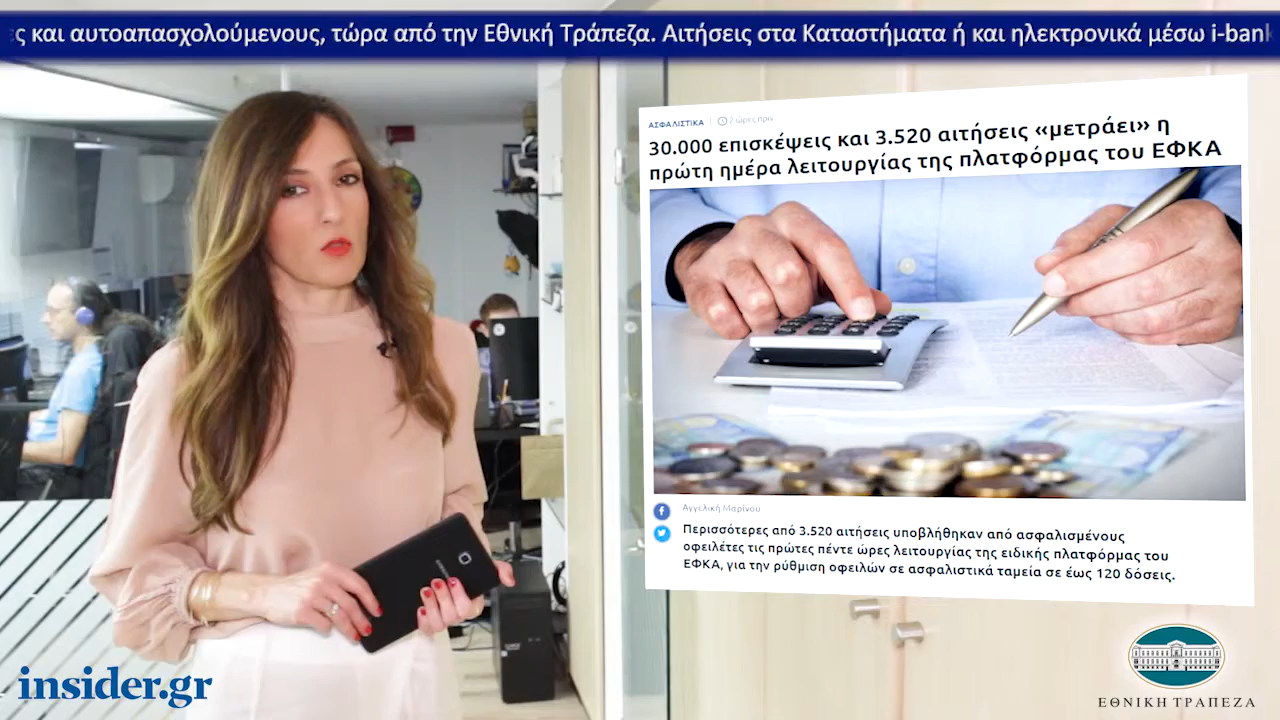 ς και αυτοαπασχολούμενους, τώρα από την Εθνική Τράπεζα. Αιτήσεις στα Καταστήματα ή και ηλεκτρονικά μέσω i-bank
ΑΣΦΑΛΙΣΤΙΚΑ | 2 ώρες πριν
30.000 επισκέψεις και 3.520 αιτήσεις «μετράει» η
πρώτη ημέρα λειτουργίας της πλατφόρμας του ΕΦΚΑ
Αγγελική Μαρίνου
Περισσότερες από 3.520 αιτήσεις υποβλήθηκαν από ασφαλισμένους
οφειλέτες τις πρώτες πέντε ώρες λειτουργίας της ειδικής πλατφόρμας του
ΕΦΚΑ, για την ρύθμιση οφειλών σε ασφαλιστικά ταμεία σε έως 120 δόσεις.
SAMSUNG
insider.gr
ΕΘΝΙΚΗ ΤΡΑΠΕΖΑ